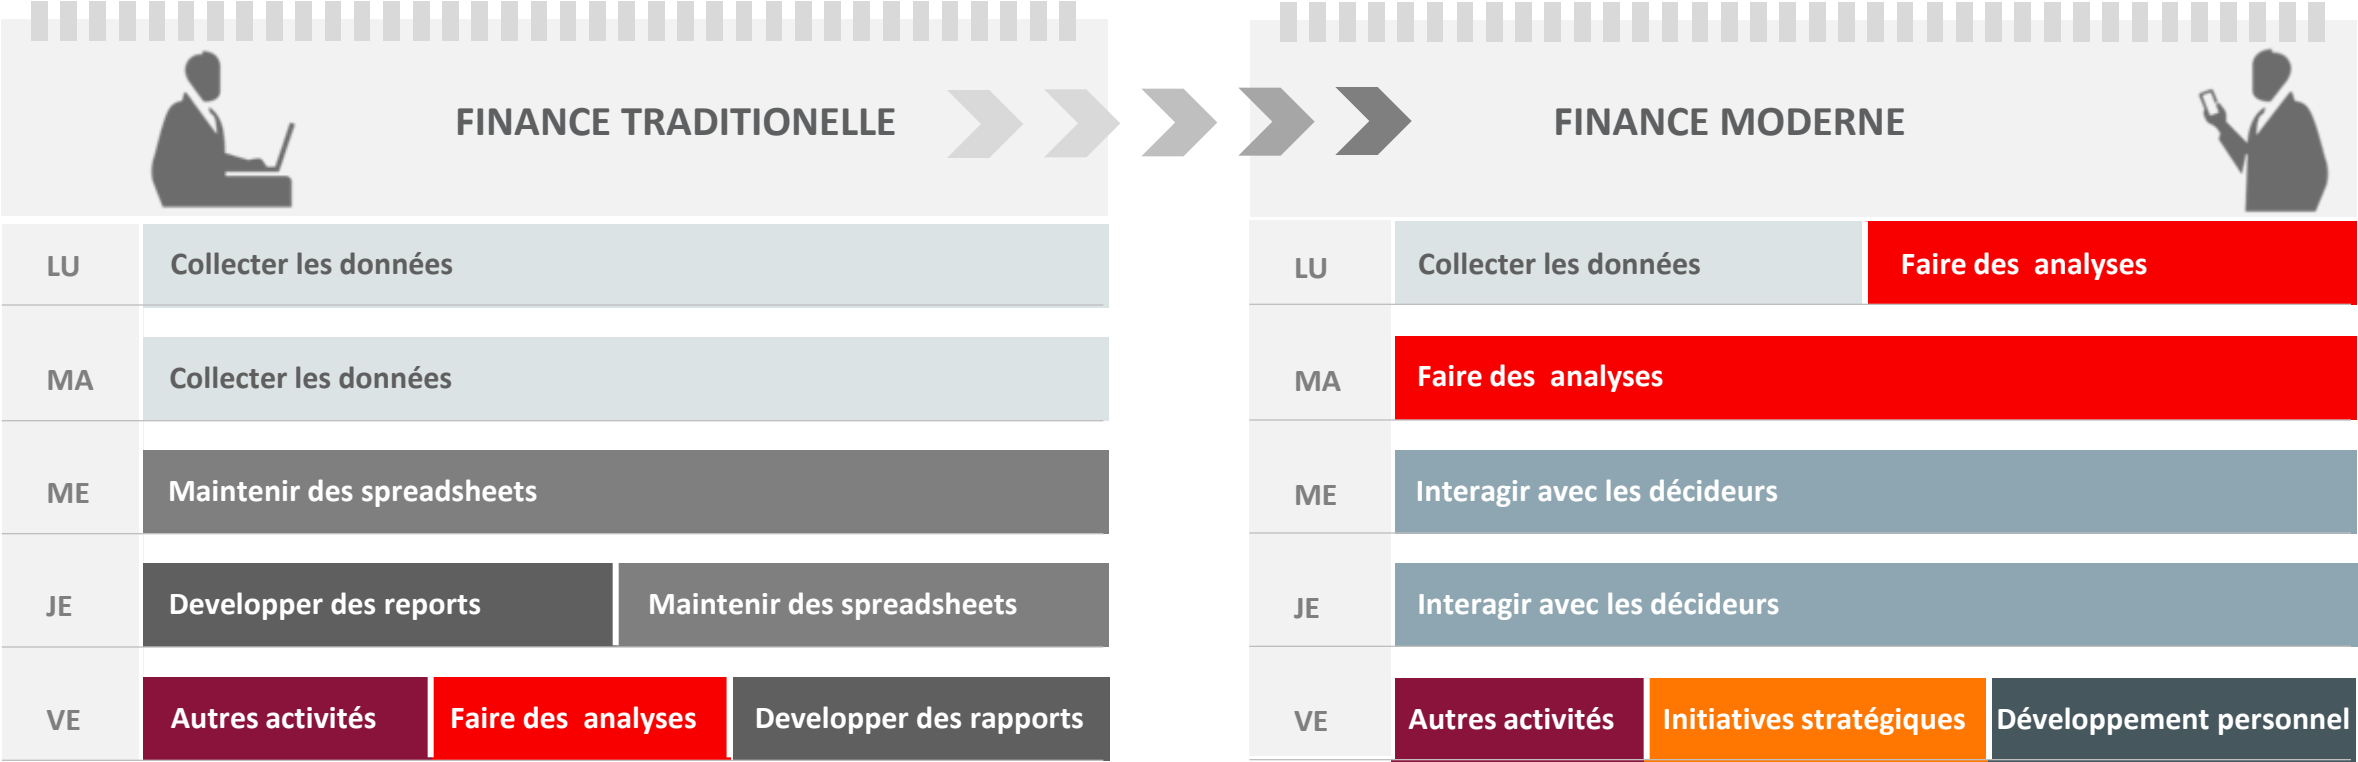 FINANCE TRADITIONELLE
LU
Collecter les données
MA
Collecter les données
ME
Maintenir des spreadsheets
JE
Developper des reports
Maintenir des spreadsheets
VE
Autres activités
Faire des  analyses
Developper des rapports
FINANCE MODERNE
LU
Collecter les données
Faire des  analyses
MA
Faire des  analyses
ME
Interagir avec les décideurs
JE
Interagir avec les décideurs
VE
Autres activités
Initiatives stratégiques
Développement personnel